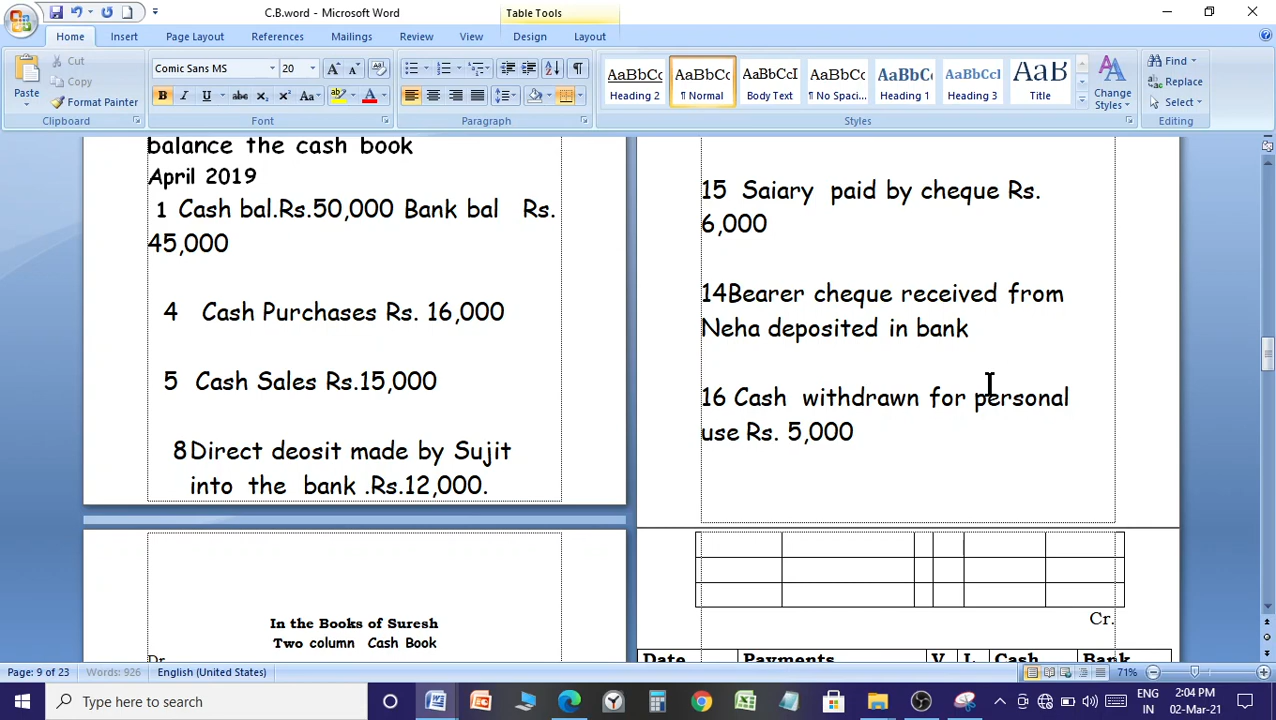 C.B.word - Microsoft Word
Table Tools
Home Insert Page Layout References Mailings Review View Design Layout
Paste
Cut
Copy
Format Painter
Clipboard
Comic Sans MS 20
Font
Paragraph
AaBbCc AaBbCc AaBbCcI AaBbCc AaBbCc AaBbCcI AaB
Heading 2 ¶ Normal Body Text ¶ No Spaci... Heading 1 Heading 3 Title
Change Styles
Styles
Find
Replace
Select
Editing
balance the cash book
April 2019
1 Cash bal.Rs.50,000 Bank bal Rs.
45,000
4 Cash Purchases Rs. 16,000
5 Cash Sales Rs.15,000
8 Direct deosit made by Sujit
into the bank .Rs.12,000.
In the Books of Suresh
Two column Cash Book
Dr
15 Saiary paid by cheque Rs.
6,000
14Bearer cheque received from
Neha deposited in bank
16 Cash withdrawn for personal
use Rs. 5,000
Cr.
Date Payments V. L. Cash Bank
Page: 9 of 23 Words: 926 English (United States) 71%
Type here to search
ENG
IN
2:04 PM
02-Mar-21